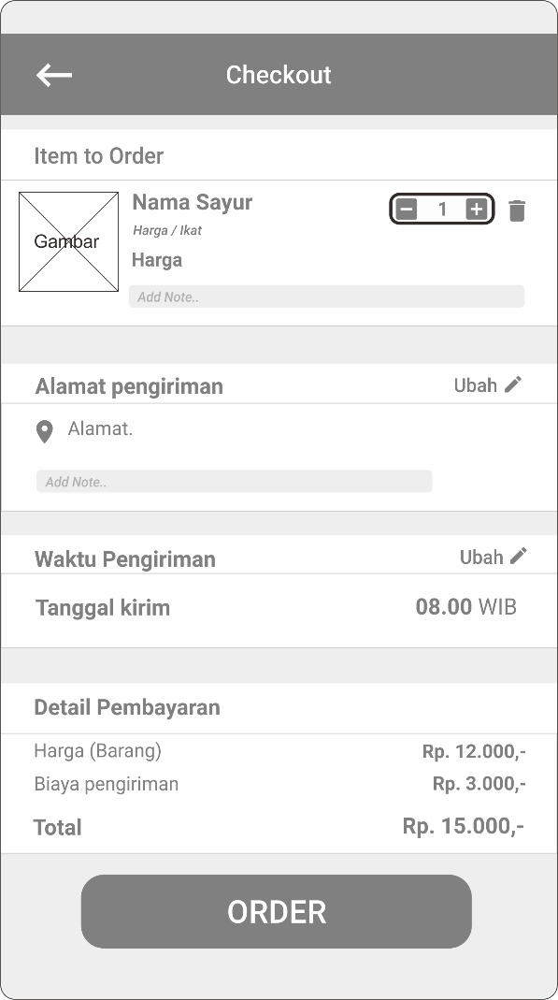 Checkout
Item to Order
Gambar
Nama Sayur
1
Harga / Ikat
Harga
Add Note..
Alamat pengiriman
Ubah
Alamat.
Add Note..
Waktu Pengiriman
Ubah
Tanggal kirim
08.00 WIB
Detail Pembayaran
Harga (Barang)
Rp. 12.000,-
Biaya pengiriman
Rp. 3.000,-
Total
Rp. 15.000,-
ORDER